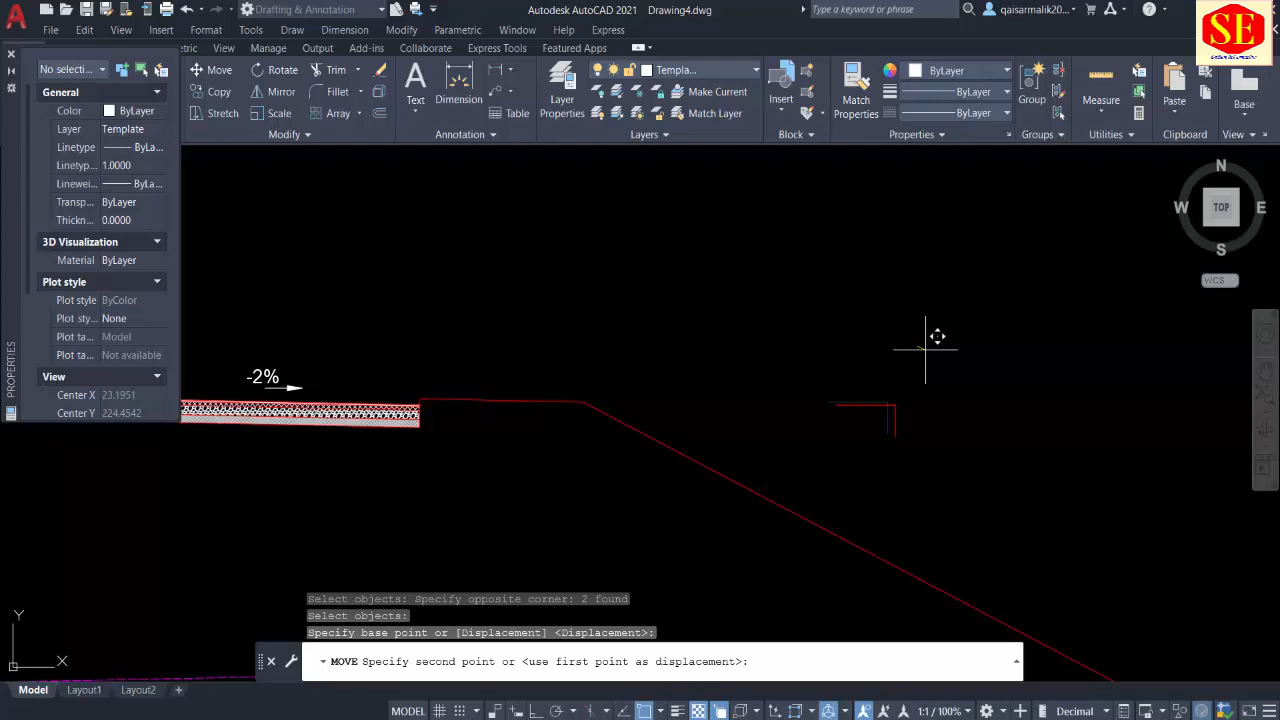 Drafting & Annotation
Autodesk AutoCAD 2021 Drawing4.dwg
Type a keyword or phrase
qaisarmalik20...
SE
File Edit View Insert Format Tools Draw Dimension Modify Parametric Window Help Express
View Manage Output Add-ins Collaborate Express Tools Featured Apps
No selecti...
Move Rotate Trim
Copy Mirror Fillet
Stretch Scale Array
Modify
Text
Dimension
Table
Annotation
Layer
Properties
Templa...
Make Current
Match Layer
Layers
Insert
Block
Match
Properties
ByLayer
ByLayer
ByLayer
Properties
Group
Groups
Measure
Utilities
Paste
Clipboard
Base
View
General
Color ByLayer
Layer Template
Linetype ByLa...
Linetyp... 1.0000
Linewei... ByLa...
Transp... ByLayer
Thickn... 0.0000
3D Visualization
Material ByLayer
Plot style
Plot style ByColor
Plot sty... None
Plot ta... Model
Plot ta... Not available
View
Center X 23.1951
Center Y 224.4542
PROPERTIES
N
W TOP E
S
WCS
-2%
Select objects: Specify opposite corner: 2 found
Select objects:
Specify base point or [Displacement] <Displacement>:
MOVE Specify second point or <use first point as displacement>:
Y
X
Model Layout1 Layout2 +
MODEL 1:1 / 100% Decimal